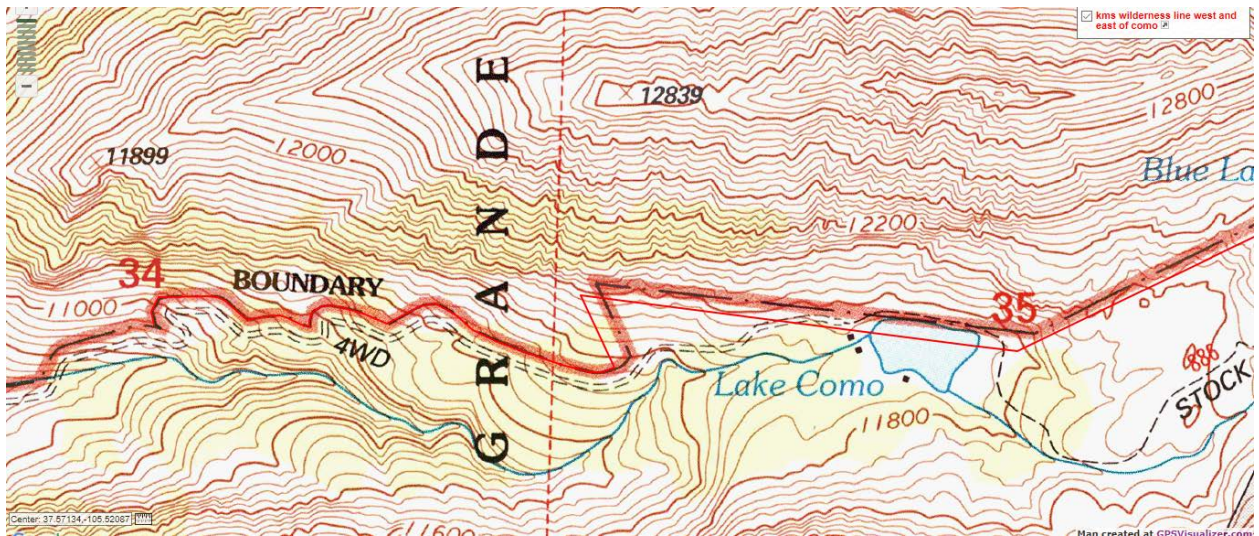 kms wilderness line west and
east of como
12839
12800
11899
12000
Blue La
GRANDE
12200
34
BOUNDARY
11000
35
4WD
Lake Como
STOCK
11800
Center: 37.57134,-105.52087
11600
Map created at GPSVisualizer.com